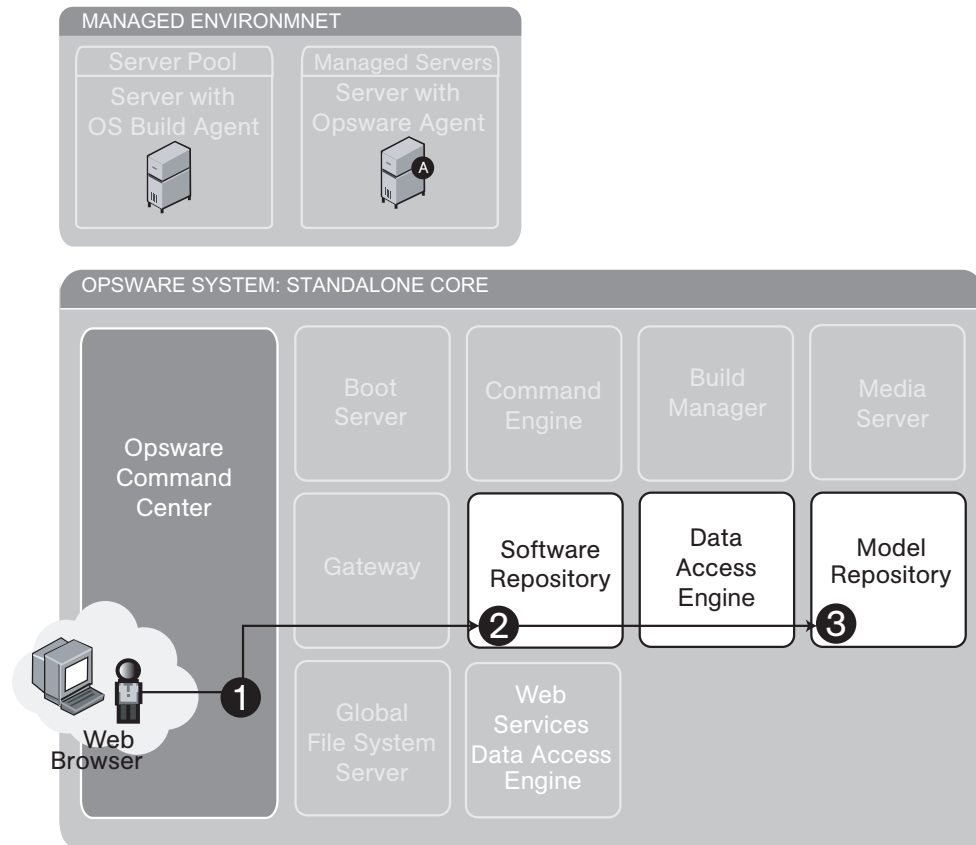 MANAGED ENVIRONMNET
Server Pool
Server with
OS Build Agent
Managed Servers
Server with
Opsware Agent
A
OPSWARE SYSTEM: STANDALONE CORE
Opsware
Command
Center
Boot
Server
Command
Engine
Build
Manager
Media
Server
Gateway
Software
Repository
Data
Access
Engine
Model
Repository
1
2
3
Web
Browser
Global
File System
Server
Web
Services
Data Access
Engine